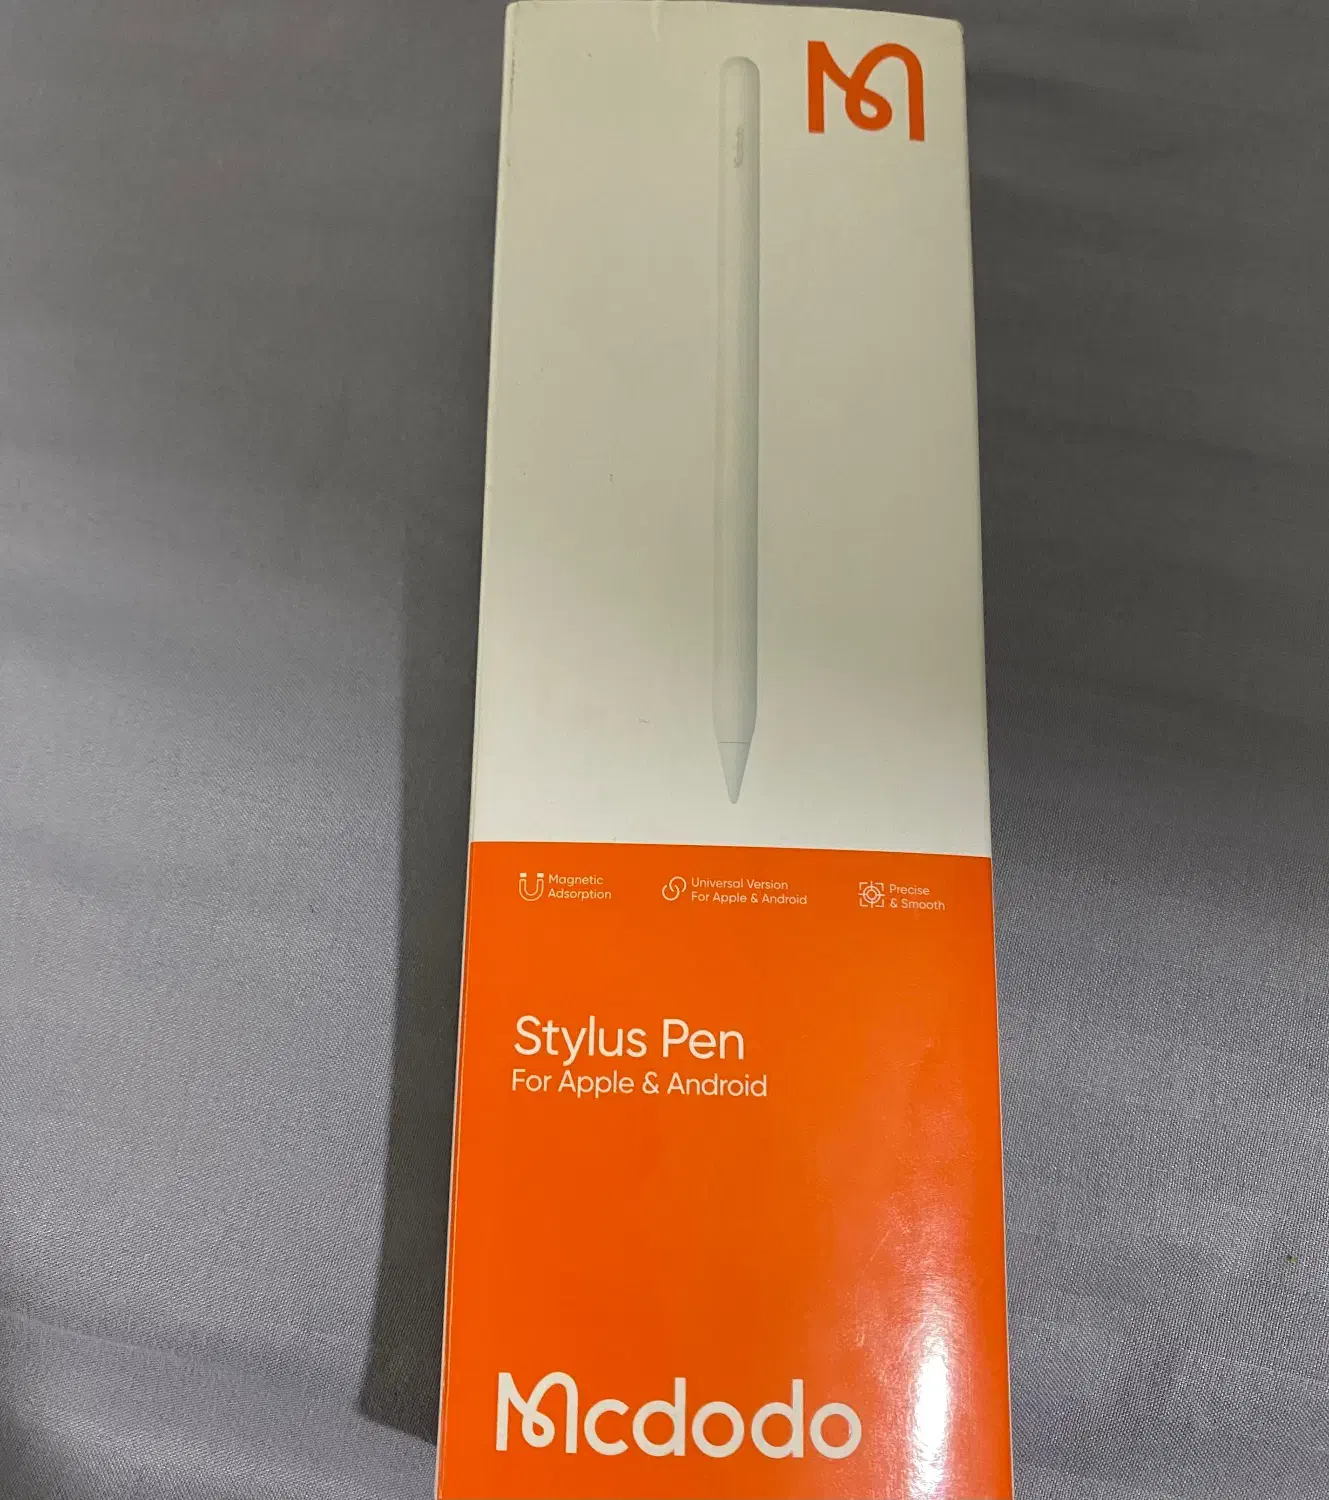 Magnetic
Adsorption
Universal Version
For Apple & Android
Precise
& Smooth
Stylus Pen
For Apple & Android
Mcdodo